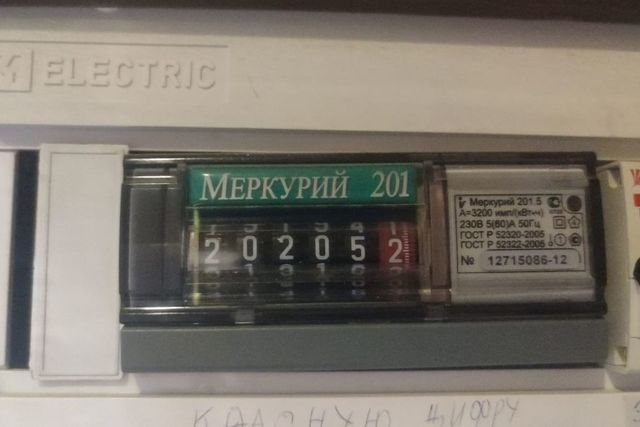 ELECTRIC
МЕРКУРИЙ 201
202052
Меркурий 201.5
А=3200 имп/(кВт•ч)
230В 5(60)А 50Гц
ГОСТ Р 52320-2005
ГОСТ Р 52322-2005
№ 12715086-12
цифру